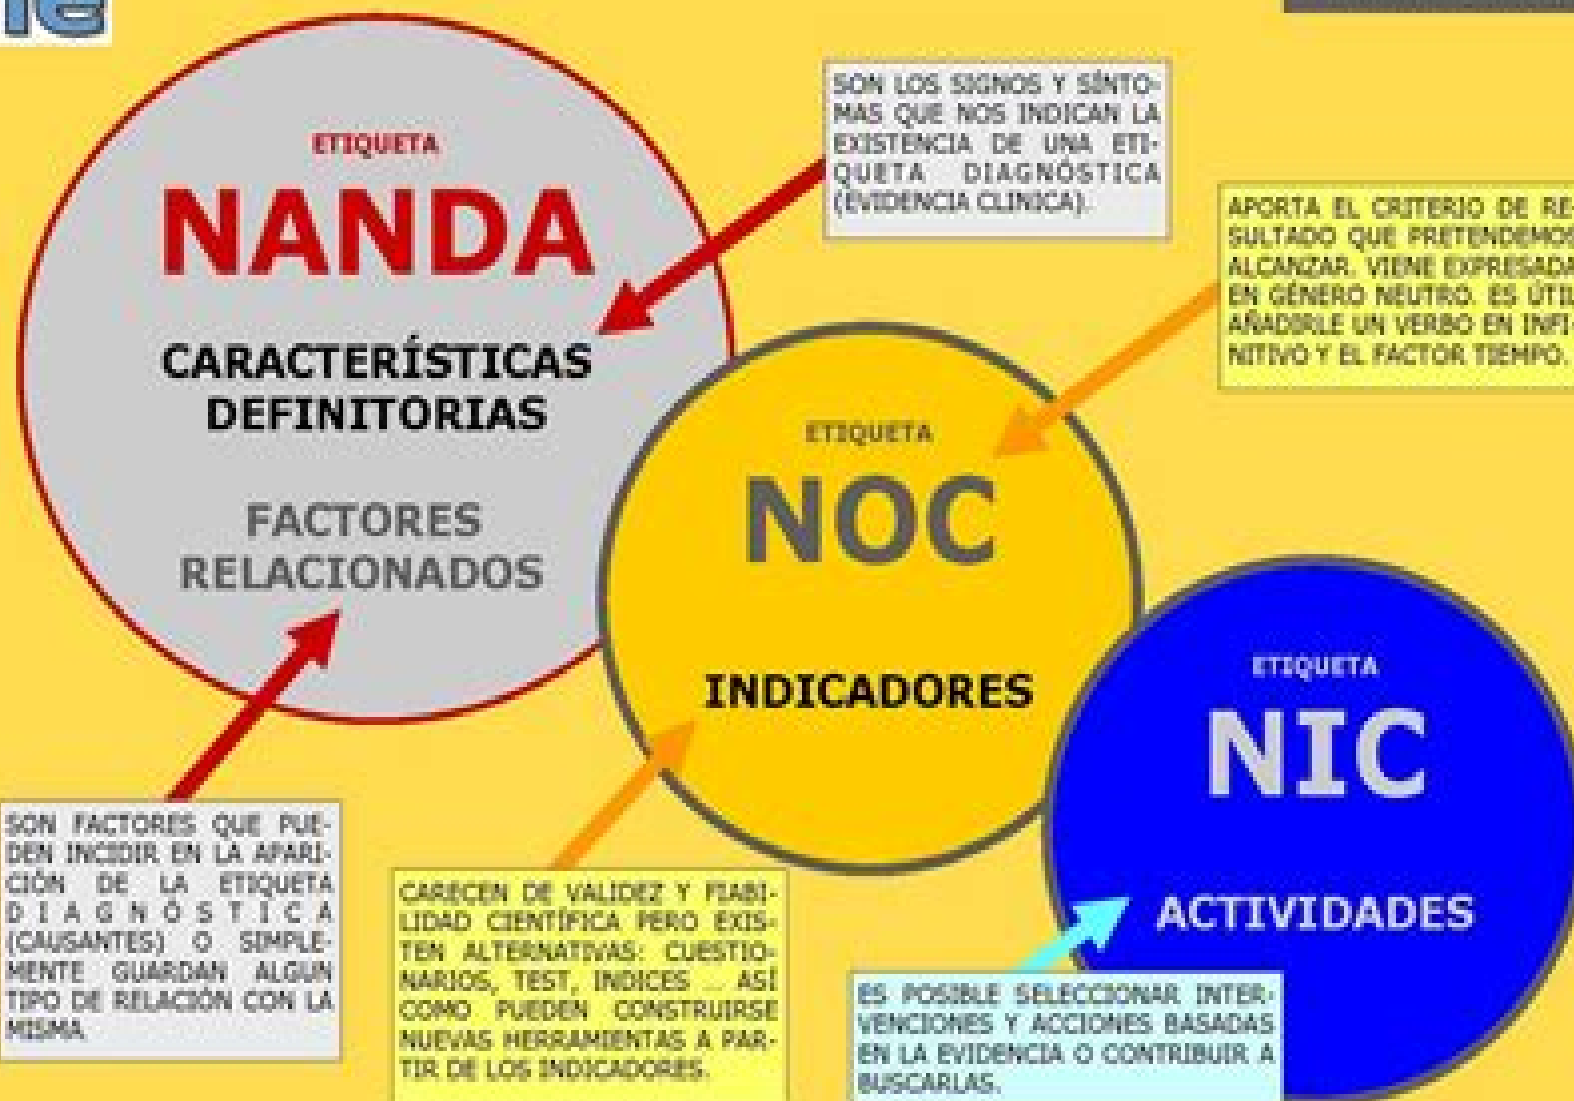 ETIQUETA
NANDA
CARACTERÍSTICAS
DEFINITORIAS
FACTORES
RELACIONADOS
SON LOS SIGNOS Y SÍNTO-
MAS QUE NOS INDICAN LA
EXISTENCIA DE UNA ETI-
QUETA DIAGNÓSTICA
(EVIDENCIA CLINICA).
APORTA EL CRITERIO DE RE-
SULTADO QUE PRETENDEMOS
ALCANZAR. VIENE EXPRESADA
EN GÉNERO NEUTRO. ES ÚTIL
AÑADIRLE UN VERBO EN INFI-
NITIVO Y EL FACTOR TIEMPO.
ETIQUETA
NOC
INDICADORES
ETIQUETA
NIC
ACTIVIDADES
SON FACTORES QUE PUE-
DEN INCIDIR EN LA APARI-
CIÓN DE LA ETIQUETA
DIAGNÓSTICA
(CAUSANTES) O SIMPLE-
MENTE GUARDAN ALGUN
TIPO DE RELACIÓN CON LA
MISMA
CARECEN DE VALIDEZ Y FIABI-
LIDAD CIENTÍFICA PERO EXIS-
TEN ALTERNATIVAS: CUESTIO-
NARIOS, TEST, INDICES ... ASÍ
COMO PUEDEN CONSTRUIRSE
NUEVAS HERRAMIENTAS A PAR-
TIR DE LOS INDICADORES.
ES POSIBLE SELECCIONAR INTER-
VENCIONES Y ACCIONES BASADAS
EN LA EVIDENCIA O CONTRIBUIR A
BUSCARLAS.